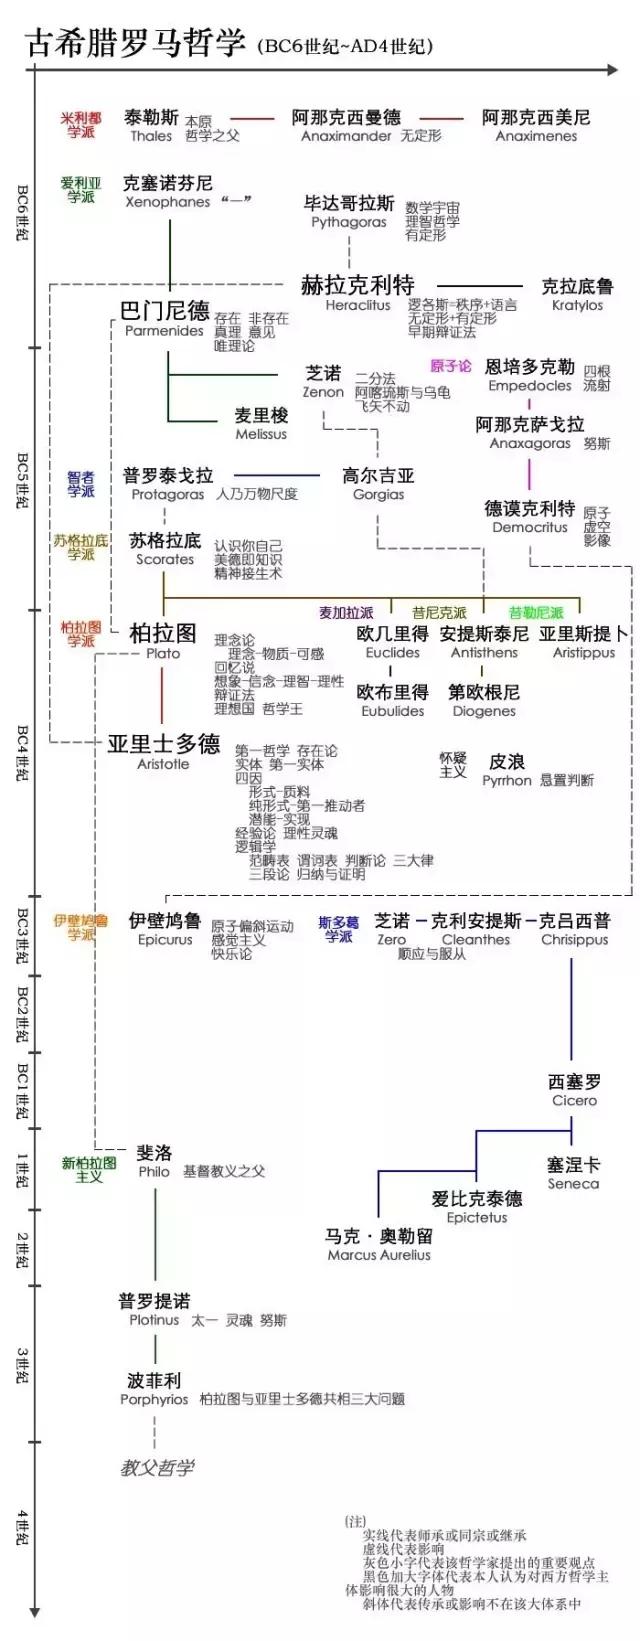 古希腊罗马哲学 (BC6世纪~AD4世纪)
米利都
学派
泰勒斯
Thales
本原
哲学之父
阿那克西曼德
Anaximander 无定形
阿那克西美尼
Anaximenes
BC6世纪
爱利亚
学派
克塞诺芬尼
Xenophanes “一”
毕达哥拉斯
Pythagoras
数学宇宙
理智哲学
有定形
赫拉克利特
Heraclitus
逻各斯=秩序+语言
无定形+有定形
早期辩证法
克拉底鲁
Kratylos
巴门尼德
Parmenides
存在 非存在
真理 意见
唯理论
BC5世纪
芝诺
Zenon
二分法
阿喀琉斯与乌龟
飞矢不动
原子论
恩培多克勒
Empedocles
四根
流射
麦里梭
Melissus
阿那克萨戈拉
Anaxagoras 努斯
智者
学派
普罗泰戈拉
Protagoras 人乃万物尺度
高尔吉亚
Gorgias
德谟克利特
Democritus
原子
虚空
影像
苏格拉底
学派
苏格拉底
Scorates
认识你自己
美德即知识
精神接生术
BC4世纪
柏拉图
学派
柏拉图
Plato
理念论
理念-物质-可感
回忆说
想象-信念-理智-理性
辩证法
理想国 哲学王
麦加拉派
欧几里得
Euclides
欧布里得
Eubulides
昔尼克派
安提斯泰尼
Antisthens
第欧根尼
Diogenes
昔勒尼派
亚里斯提卜
Aristippus
亚里士多德
Aristotle
第一哲学 存在论
实体 第一实体
四因
形式-质料
纯形式-第一推动者
潜能-实现
经验论 理性灵魂
逻辑学
范畴表 谓词表 判断论 三大律
三段论 归纳与证明
怀疑
主义
皮浪
Pyrrhon 悬置判断
BC3世纪
伊壁鸠鲁
学派
伊壁鸠鲁
Epicurus
原子偏斜运动
感觉主义
快乐论
斯多葛
学派
芝诺
Zero
克利安提斯
Cleanthes
克吕西普
Chrisippus
顺应与服从
BC2世纪
BC1世纪
西塞罗
Cicero
1世纪
新柏拉图
主义
斐洛
Philo 基督教义之父
塞涅卡
Seneca
爱比克泰德
Epictetus
2世纪
马克·奥勒留
Marcus Aurelius
3世纪
普罗提诺
Plotinus 太一 灵魂 努斯
波菲利
Porphyrios 柏拉图与亚里士多德共相三大问题
教父哲学
4世纪
(注)
实线代表师承或同宗或继承
虚线代表影响
灰色小字代表该哲学家提出的重要观点
黑色加大字体代表本人认为对西方哲学主
体影响很大的人物
斜体代表传承或影响不在该大体系中